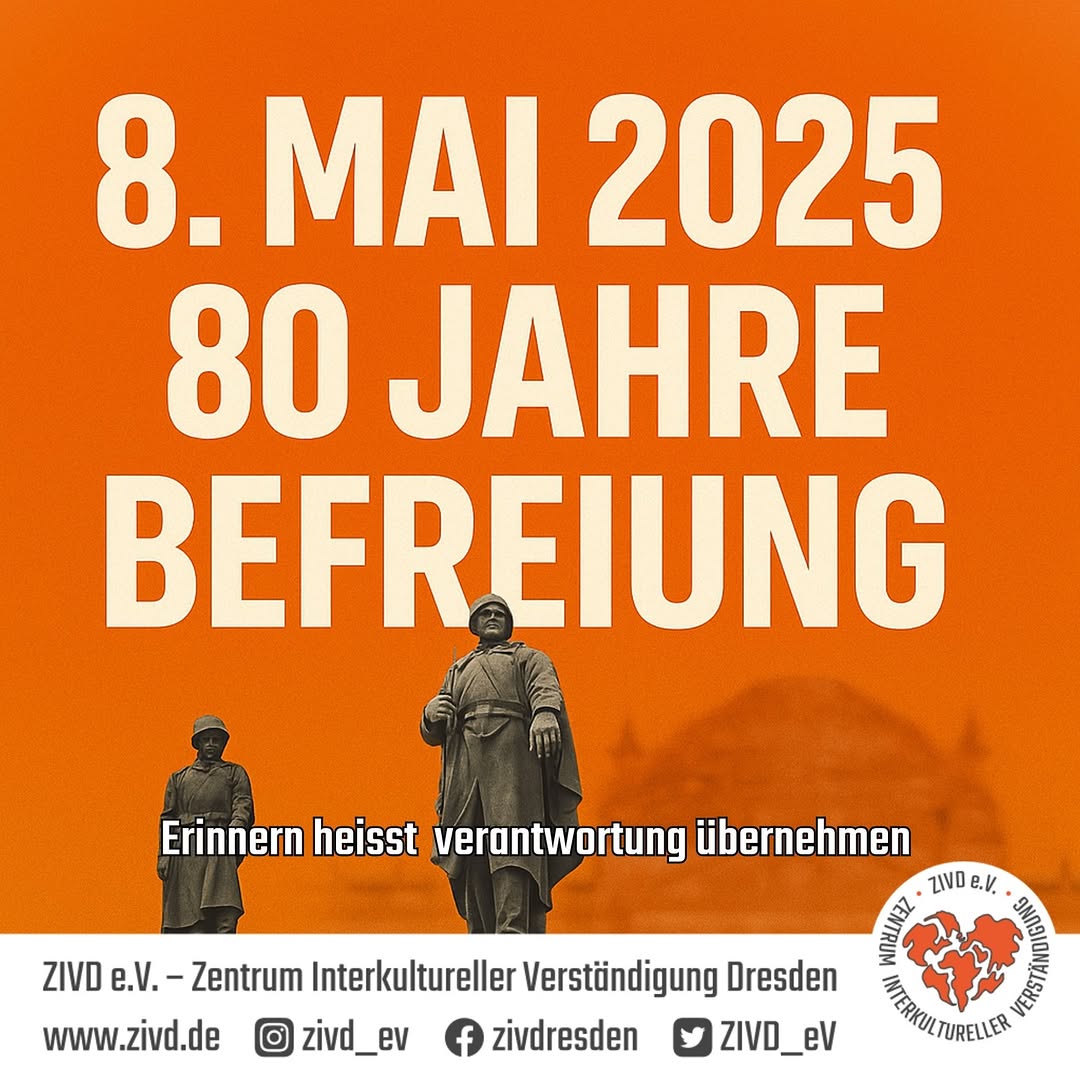 8. MAI 2025
80 JAHRE
BEFREIUNG
Erinnern heisst verantwortung übernehmen
ZIVD e.V. – Zentrum Interkultureller Verständigung Dresden
www.zivd.de zivd_ev zivdresden ZIVD_eV
• ZIVD e.V. • ZENTRUM INTERKULTURELLER VERSTÄNDIGUNG